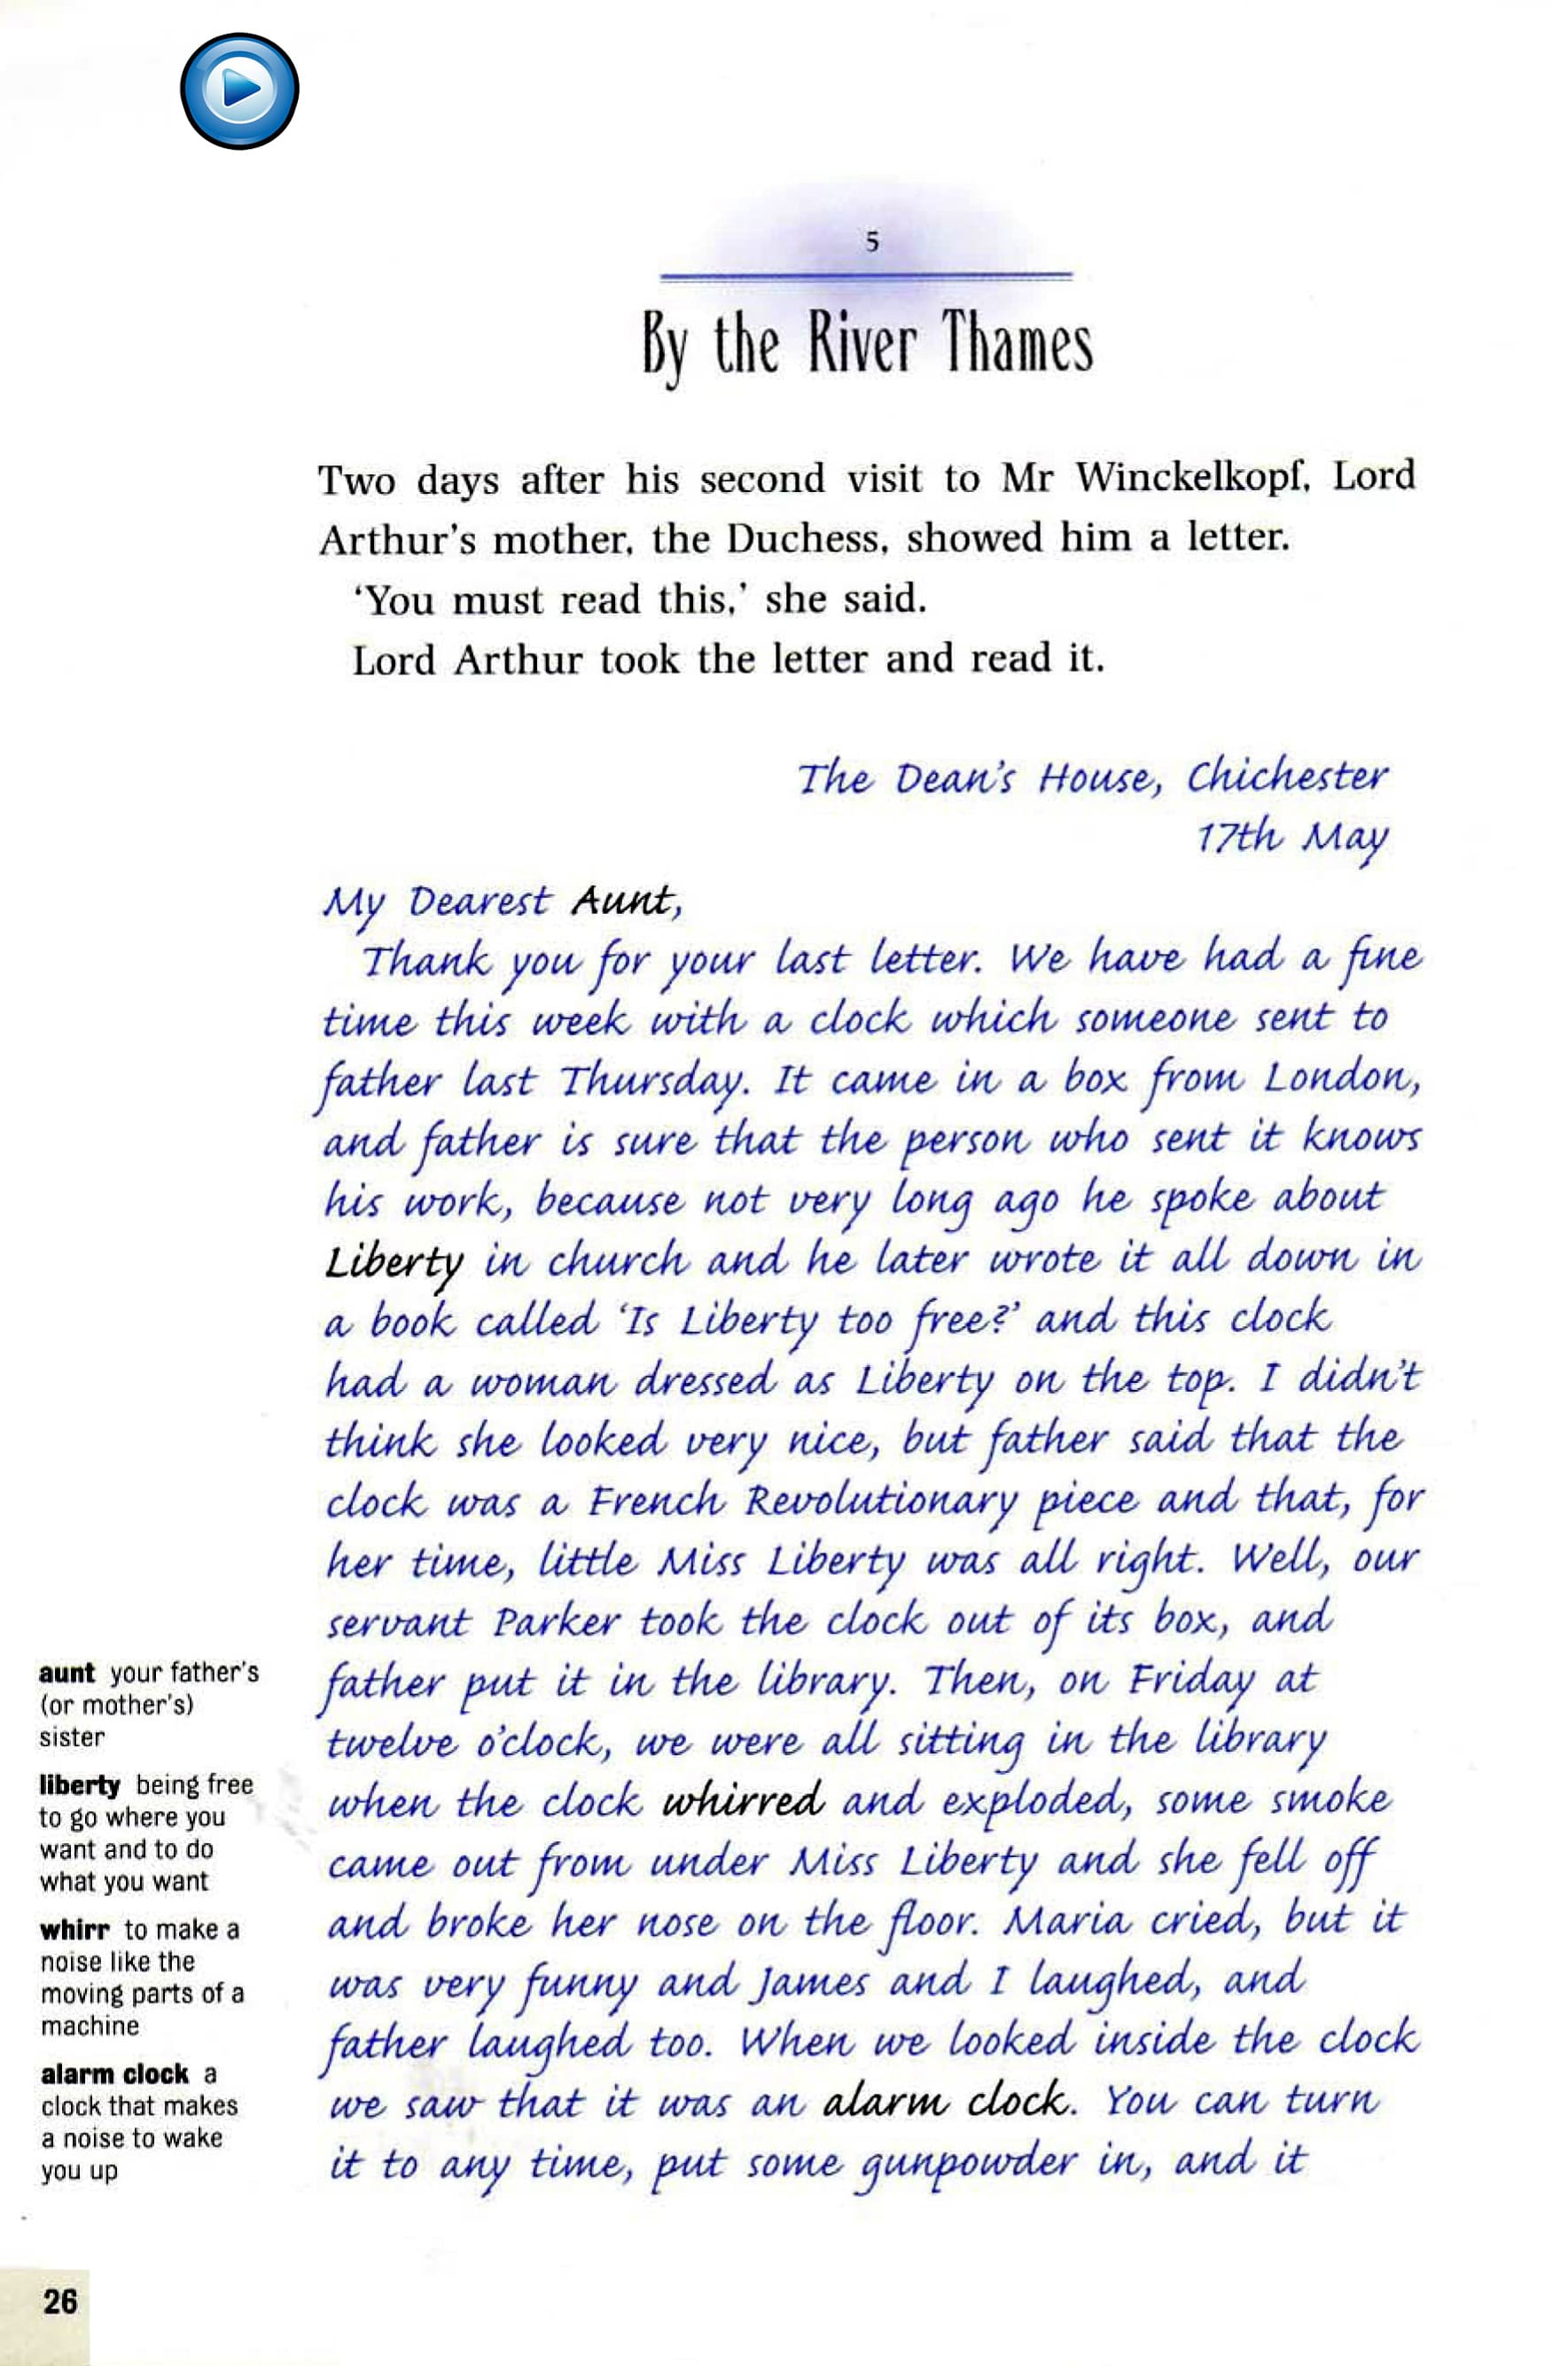 5
By the River Thames
Two days after his second visit to Mr Winckelkopf, Lord
Arthur's mother, the Duchess, showed him a letter.
'You must read this,' she said.
Lord Arthur took the letter and read it.
The Dean's House, Chichester
17th May
My Dearest Aunt,
Thank you for your last letter. We have had a fine
time this week with a clock which someone sent to
father last Thursday. It came in a box from London,
and father is sure that the person who sent it knows
his work, because not very long ago he spoke about
Liberty in church and he later wrote it all down in
a book called 'Is Liberty too free?' and this clock
had a woman dressed as Liberty on the top. I didn't
think she looked very nice, but father said that the
clock was a French Revolutionary piece and that, for
her time, little Miss Liberty was all right. Well, our
servant Parker took the clock out of its box, and
father put it in the library. Then, on Friday at
twelve o'clock, we were all sitting in the library
when the clock whirred and exploded, some smoke
came out from under Miss Liberty and she fell off
and broke her nose on the floor. Maria cried, but it
was very funny and James and I laughed, and
father laughed too. When we looked inside the clock
we saw that it was an alarm clock. You can turn
it to any time, put some gunpowder in, and it
aunt your father's
(or mother's)
sister
liberty being free
to go where you
want and to do
what you want
whirr to make a
noise like the
moving parts of a
machine
alarm clock a
clock that makes
a noise to wake
you up
26